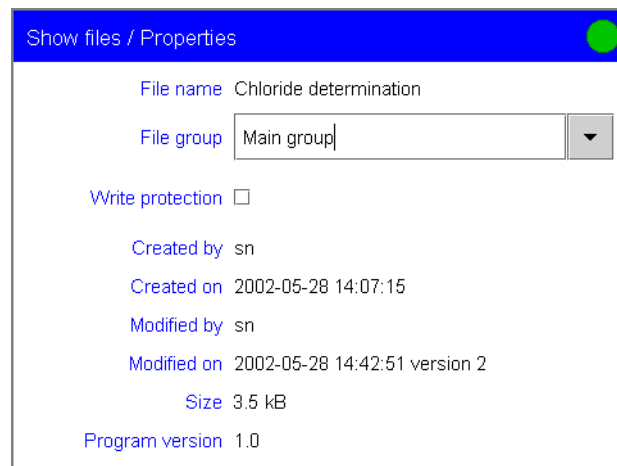 Show files / Properties
File name Chloride determination
File group Main group
Write protection
Created by sn
Created on 2002-05-28 14:07:15
Modified by sn
Modified on 2002-05-28 14:42:51 version 2
Size 3.5 kB
Program version 1.0